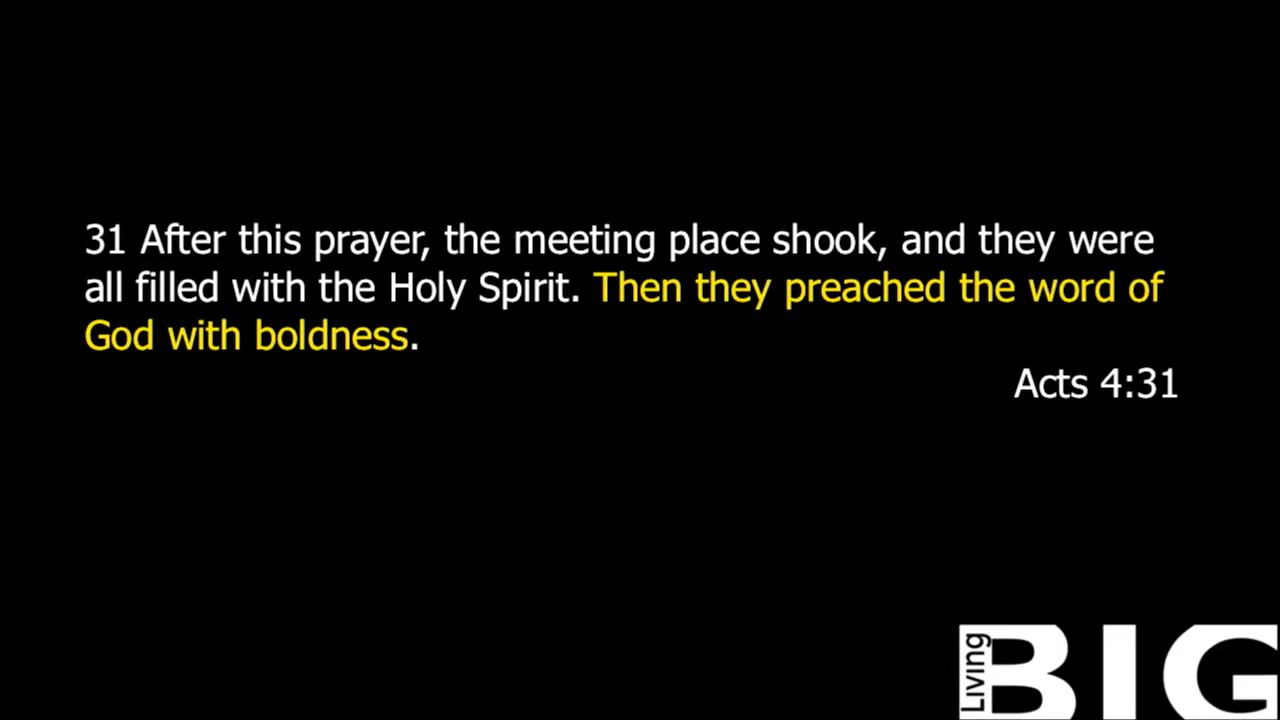 31 After this prayer, the meeting place shook, and they were
all filled with the Holy Spirit. Then they preached the word of
God with boldness.
Acts 4:31
Living
BIG